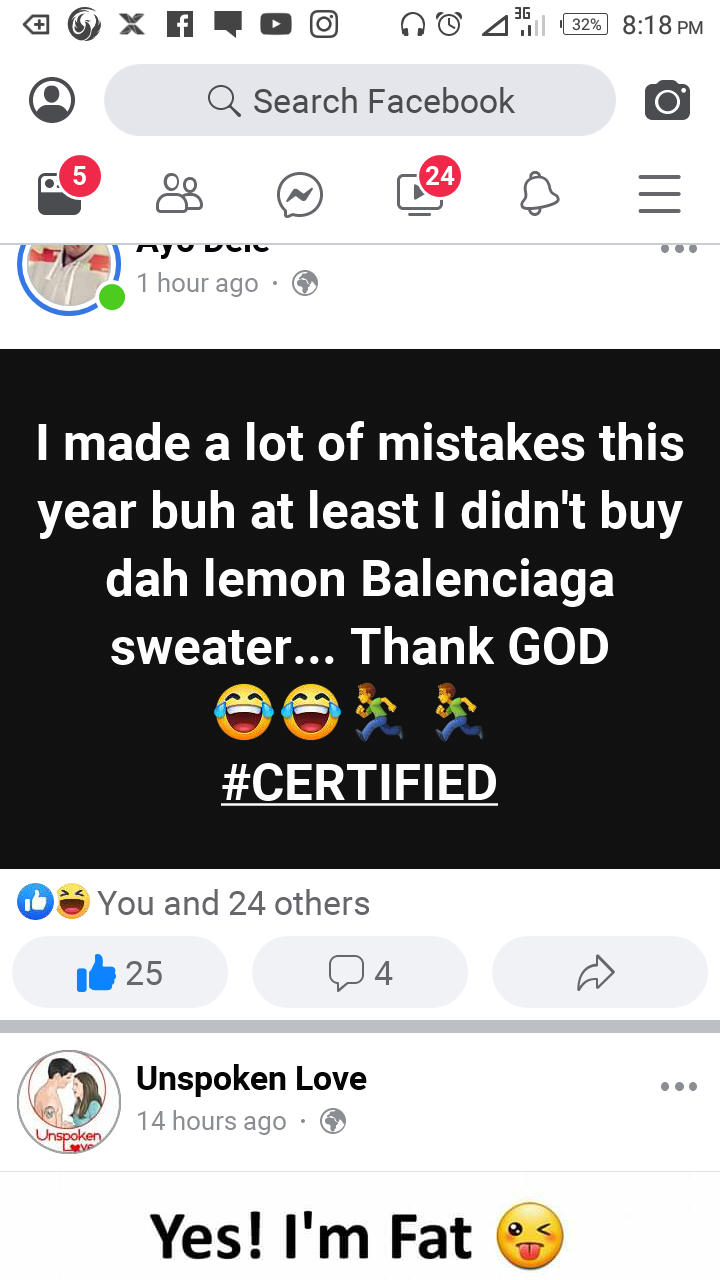 3G
32%
8:18 PM
Search Facebook
5
24
Ayo Dele
1 hour ago ·
I made a lot of mistakes this
year buh at least I didn't buy
dah lemon Balenciaga
sweater... Thank GOD
😂😂🏃🏃
#CERTIFIED
You and 24 others
25
4
Unspoken Love
14 hours ago ·
Unspoken
Love
Yes! I'm Fat 😜